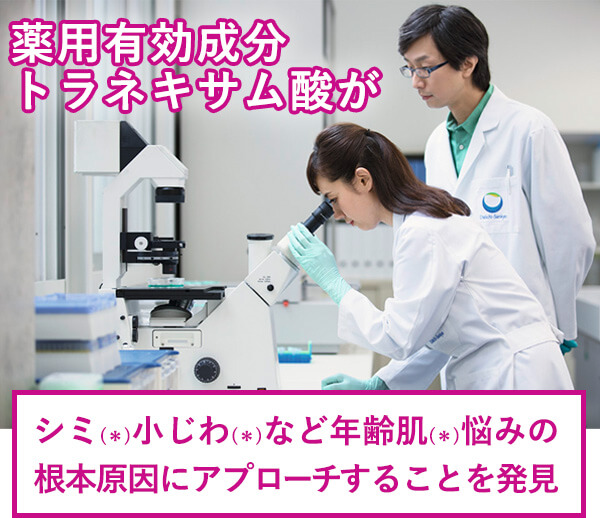 薬用有効成分
トラネキサム酸が
Daiichi-Sankyo
シミ(*)小じわ(*)など年齢肌(*)悩みの
根本原因にアプローチすることを発見